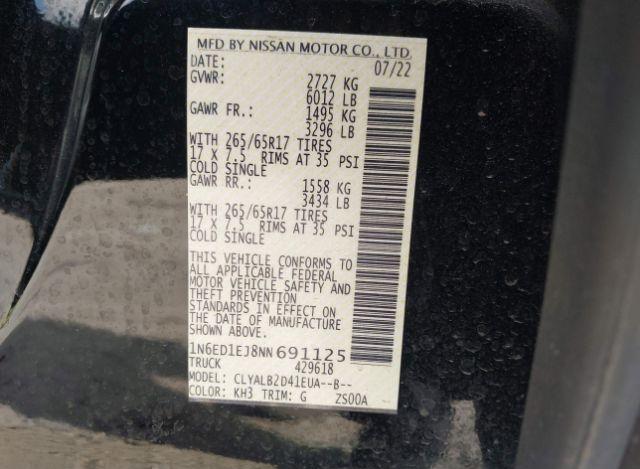 MFD BY NISSAN MOTOR CO., LTD.
DATE: 07/22
GVWR: 2727 KG
6012 LB
GAWR FR.: 1495 KG
3296 LB
WITH 265/65R17 TIRES
17 X 7.5 RIMS AT 35 PSI
COLD SINGLE
GAWR RR.: 1558 KG
3434 LB
WITH 265/65R17 TIRES
17 X 7.5 RIMS AT 35 PSI
COLD SINGLE
THIS VEHICLE CONFORMS TO
ALL APPLICABLE FEDERAL
MOTOR VEHICLE SAFETY AND
THEFT PREVENTION
STANDARDS IN EFFECT ON
THE DATE OF MANUFACTURE
SHOWN ABOVE.
1N6ED1EJ8NN691125
TRUCK 429618
MODEL: CLYALB2D41EUA--B--
COLOR: KH3 TRIM: G ZS00A